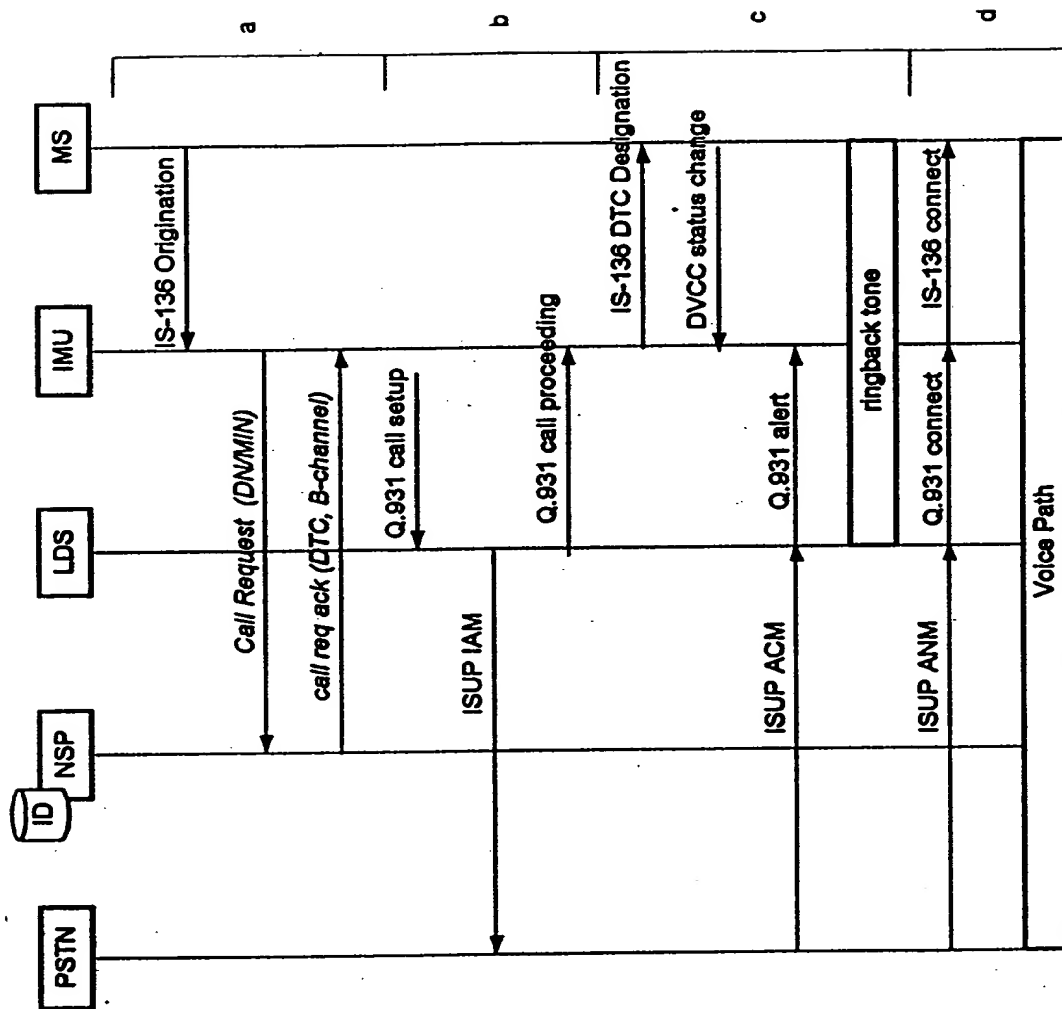 PSTN
ID
NSP
LDS
IMU
MS
a
IS-136 Origination
Call Request (DN/MIN)
call req ack (DTC, B-channel)
b
Q.931 call setup
ISUP IAM
Q.931 call proceeding
c
IS-136 DTC Designation
DVCC status change
ISUP ACM
Q.931 alert
ringback tone
d
ISUP ANM
Q.931 connect
IS-136 connect
Voice Path